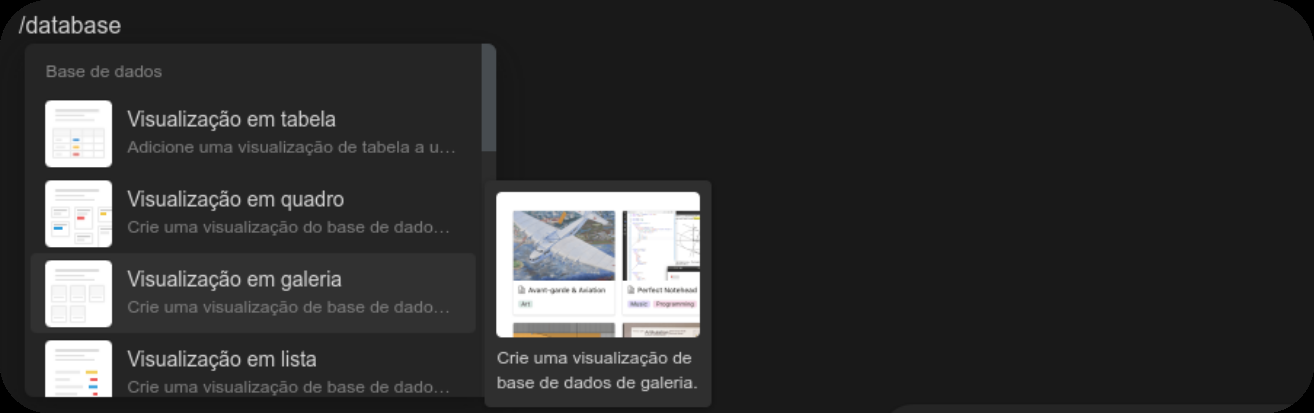 /database
Base de dados
Visualização em tabela
Adicione uma visualização de tabela a u…
Visualização em quadro
Crie uma visualização do base de dado…
Visualização em galeria
Crie uma visualização de base de dado…
Visualização em lista
Crie uma visualização de base de dado…
Avant-garde & Aviation
Art
Perfect Notehead
Music Programming
Crie uma visualização de
base de dados de galeria.